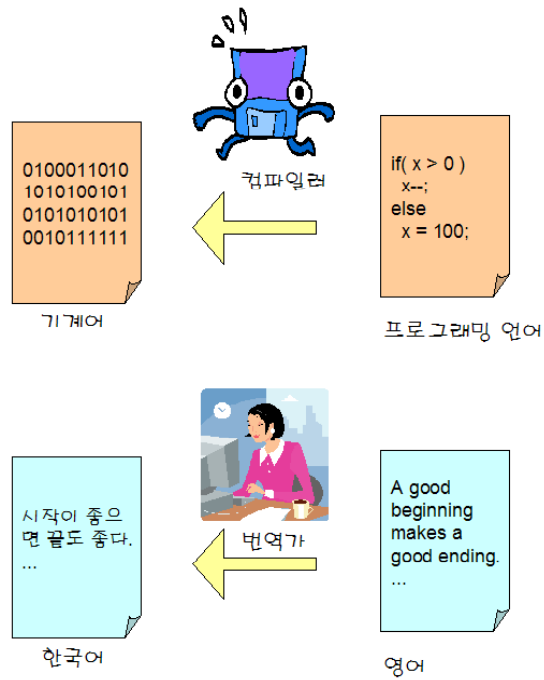 0100011010
1010100101
0101010101
0010111111
기계어
컴파일러
if( x > 0 )
x--;
else
x = 100;
프로그래밍 언어
시작이 좋으
면 끝도 좋다.
...
한국어
번역가
A good
beginning
makes a
good ending.
...
영어